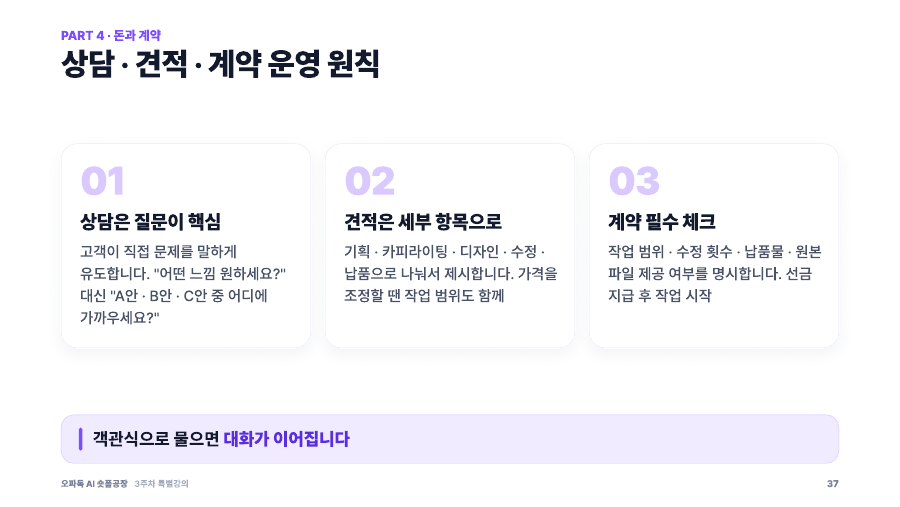 PART 4 · 돈과 계약
상담 · 견적 · 계약 운영 원칙
01
상담은 질문이 핵심
고객이 직접 문제를 말하게
유도합니다. "어떤 느낌 원하세요?"
대신 "A안 · B안 · C안 중 어디에
가까우세요?"
02
견적은 세부 항목으로
기획 · 카피라이팅 · 디자인 · 수정 ·
납품으로 나눠서 제시합니다. 가격을
조정할 땐 작업 범위도 함께
03
계약 필수 체크
작업 범위 · 수정 횟수 · 납품물 · 원본
파일 제공 여부를 명시합니다. 선금
지급 후 작업 시작
객관식으로 물으면 대화가 이어집니다
오파독 AI 숏폼공장 3주차 특별강의
37